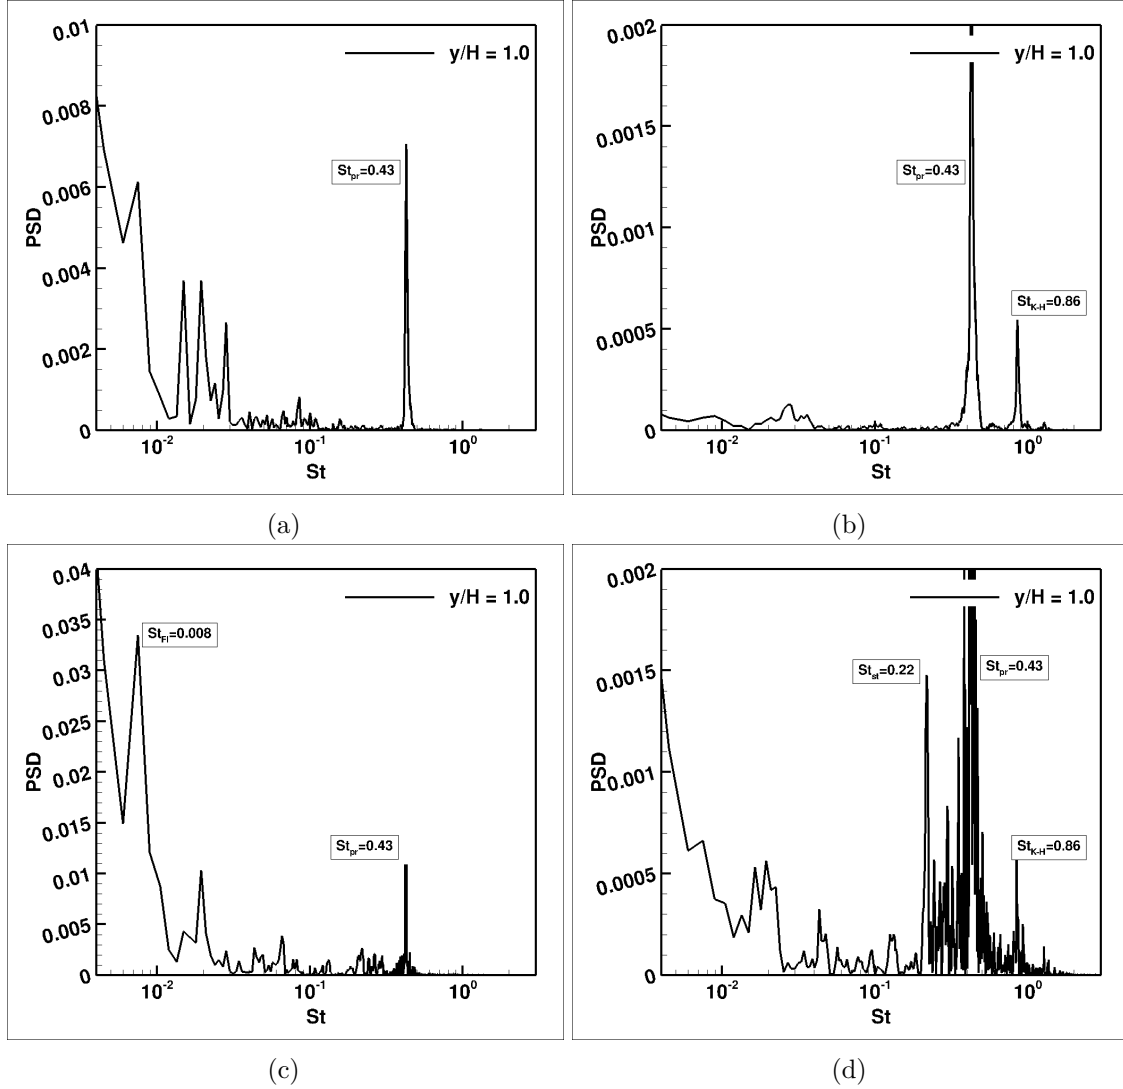 0.01
y/H = 1.0
0.008
St_pr=0.43
0.006
PSD
0.004
0.002
0
10^-2
10^-1
10^0
St
(a)
0.002
y/H = 1.0
0.0015
St_pr=0.43
0.001
PSD
St_K-H=0.86
0.0005
0
10^-2
10^-1
10^0
St
(b)
0.04
y/H = 1.0
0.035
St_Fl=0.008
0.03
0.025
PSD
0.02
0.015
St_pr=0.43
0.01
0.005
0
10^-2
10^-1
10^0
St
(c)
0.002
y/H = 1.0
St_st=0.22
St_pr=0.43
0.0015
0.001
PSD
St_K-H=0.86
0.0005
0
10^-2
10^-1
10^0
St
(d)